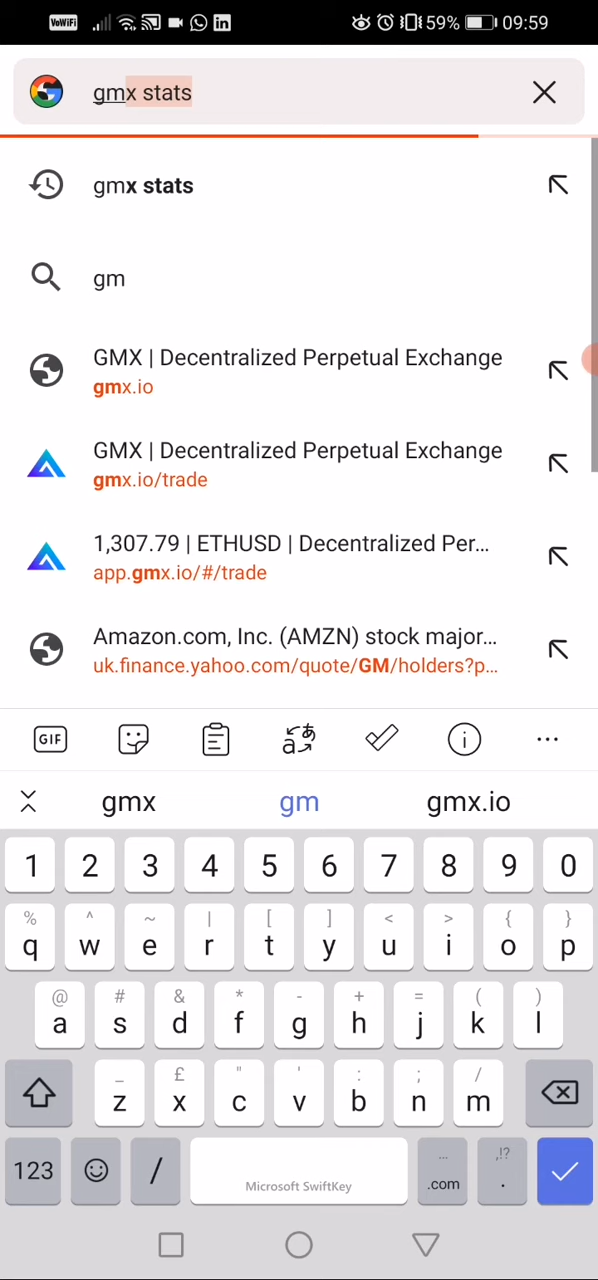 VoWiFi 59% 09:59
gmx stats
gmx stats
gm
GMX | Decentralized Perpetual Exchange
gmx.io
GMX | Decentralized Perpetual Exchange
gmx.io/trade
1,307.79 | ETHUSD | Decentralized Per...
app.gmx.io/#/trade
Amazon.com, Inc. (AMZN) stock major...
uk.finance.yahoo.com/quote/GM/holders?p...
GIF aあ
gmx gm gmx.io
1 2 3 4 5 6 7 8 9 0
% ^ ~ | [ ] < > { }
q w e r t y u i o p
@ # & * - + = ( )
a s d f g h j k l
_ £ " ' : ; /
z x c v b n m
... ,!?
123 / Microsoft SwiftKey .com .